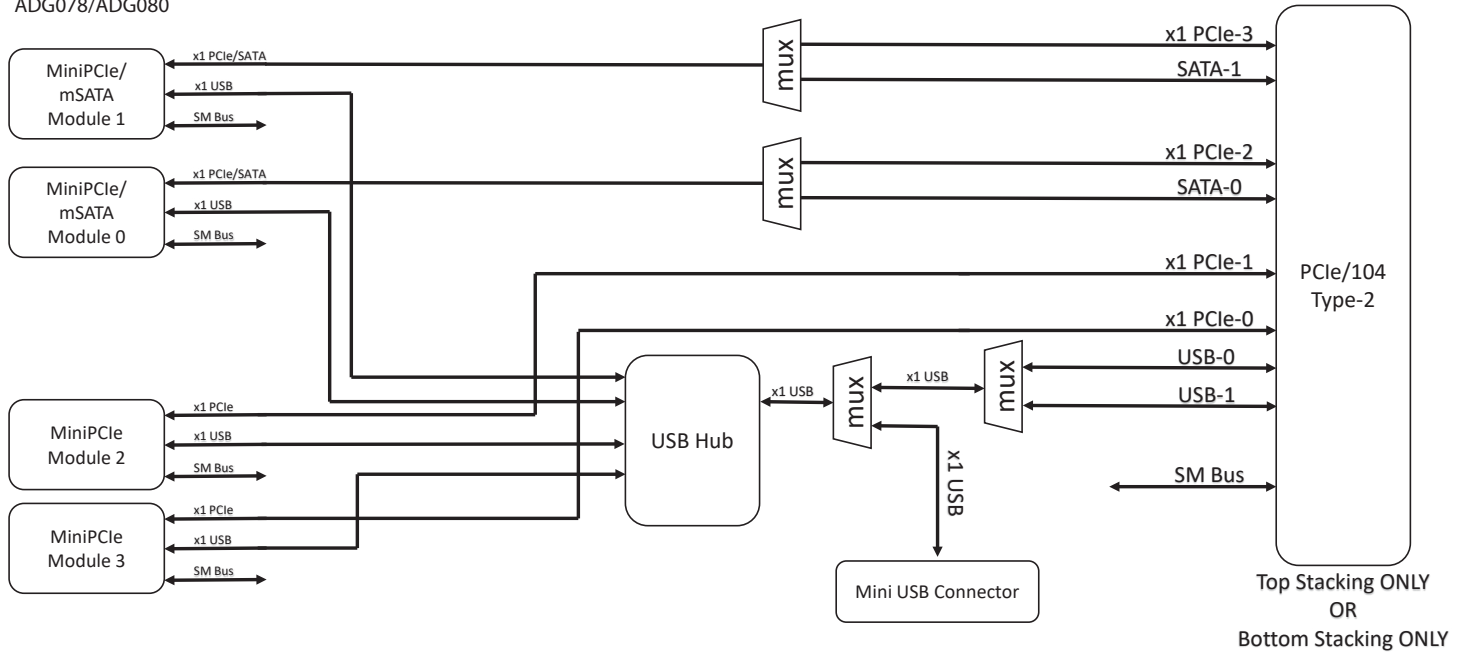 ADG078/ADG080
MiniPCIe/
mSATA
Module 1
x1 PCIe/SATA
x1 USB
SM Bus
mux
x1 PCIe-3
SATA-1
MiniPCIe/
mSATA
Module 0
x1 PCIe/SATA
x1 USB
SM Bus
mux
x1 PCIe-2
SATA-0
x1 PCIe-1
x1 PCIe-0
PCIe/104
Type-2
MiniPCIe
Module 2
x1 PCIe
x1 USB
SM Bus
MiniPCIe
Module 3
x1 PCIe
x1 USB
SM Bus
USB Hub
x1 USB
mux
x1 USB
mux
USB-0
USB-1
x1 USB
SM Bus
Mini USB Connector
Top Stacking ONLY
OR
Bottom Stacking ONLY